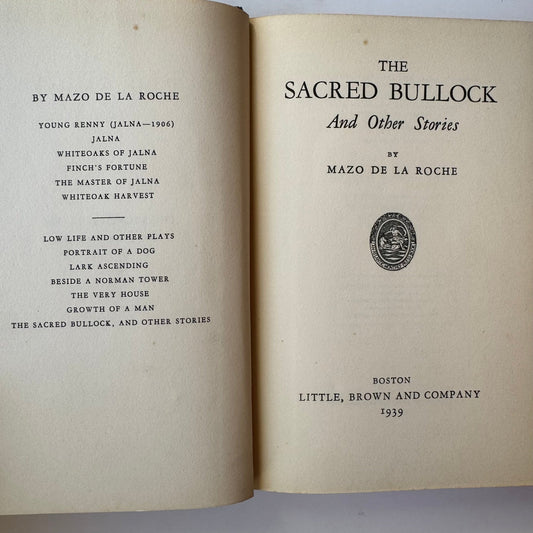 BY MAZO DE LA ROCHE
YOUNG RENNY (JALNA—1906)
JALNA
WHITEOAKS OF JALNA
FINCH'S FORTUNE
THE MASTER OF JALNA
WHITEOAK HARVEST
LOW LIFE AND OTHER PLAYS
PORTRAIT OF A DOG
LARK ASCENDING
BESIDE A NORMAN TOWER
THE VERY HOUSE
GROWTH OF A MAN
THE SACRED BULLOCK, AND OTHER STORIES
THE
SACRED BULLOCK
And Other Stories
BY
MAZO DE LA ROCHE
BOSTON
LITTLE, BROWN AND COMPANY
1939